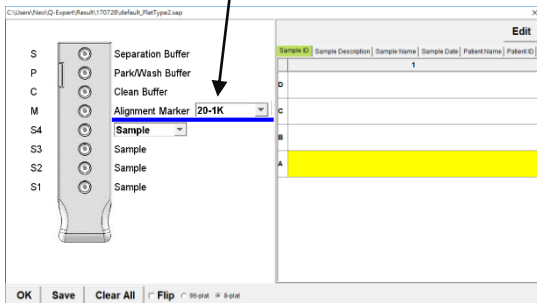 C:\Users\Neo\Q-Expert\Result\170728\default_PlatType2.sap
Edit
S Separation Buffer
P Park/Wash Buffer
C Clean Buffer
M Alignment Marker 20-1K
S4 Sample
S3 Sample
S2 Sample
S1 Sample
Sample ID Sample Description Sample Name Sample Date Patient Name Patient ID
1
D
C
B
A
OK Save Clear All Flip 96-plat 8-plat